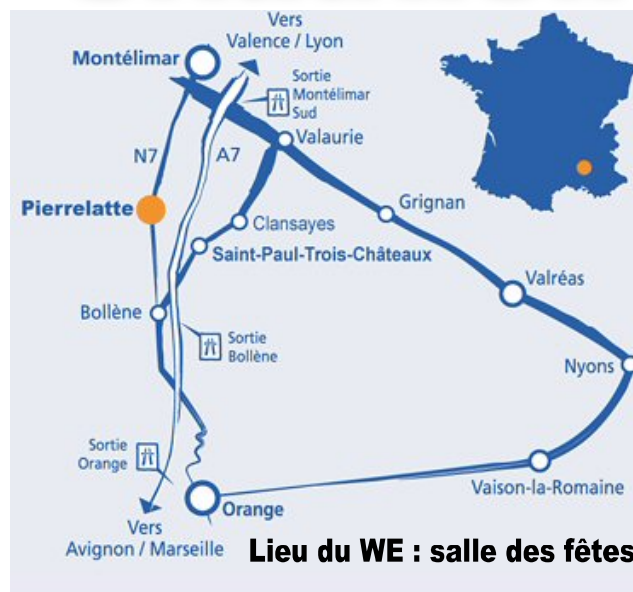 Vers
Valence / Lyon
Montélimar
Sortie
Montélimar
Sud
Valaurie
N7
A7
Pierrelatte
Grignan
Clansayes
Saint-Paul-Trois-Châteaux
Valréas
Bollène
Sortie
Bollène
Nyons
Sortie
Orange
Vaison-la-Romaine
Orange
Vers
Avignon / Marseille
Lieu du WE : salle des fêtes